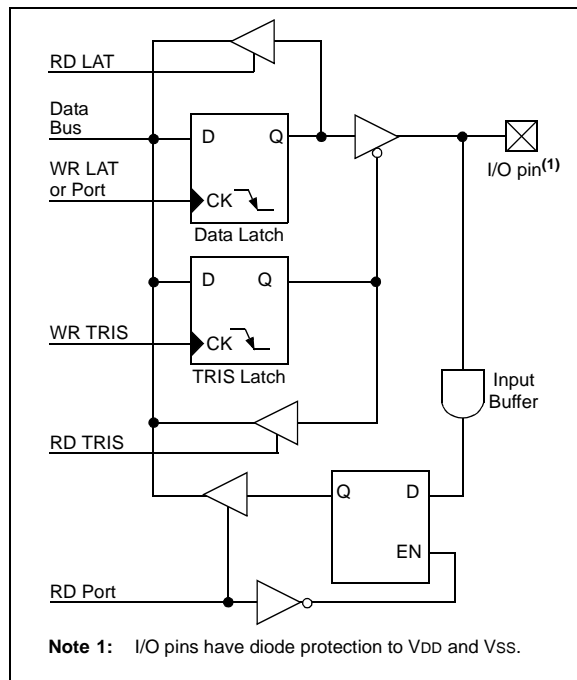 RD LAT
Data
Bus
D Q
WR LAT
or Port
CK
Data Latch
I/O pin(1)
D Q
WR TRIS
CK
TRIS Latch
Input
Buffer
RD TRIS
Q D
EN
RD Port
Note 1: I/O pins have diode protection to VDD and VSS.